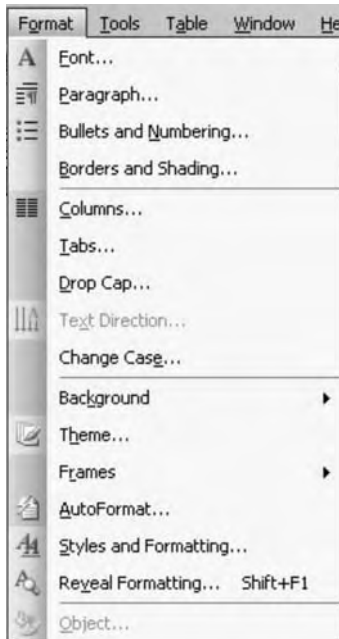 Format Tools Table Window He
Font...
Paragraph...
Bullets and Numbering...
Borders and Shading...
Columns...
Tabs...
Drop Cap...
Text Direction...
Change Case...
Background
Theme...
Frames
AutoFormat...
Styles and Formatting...
Reveal Formatting... Shift+F1
Object...